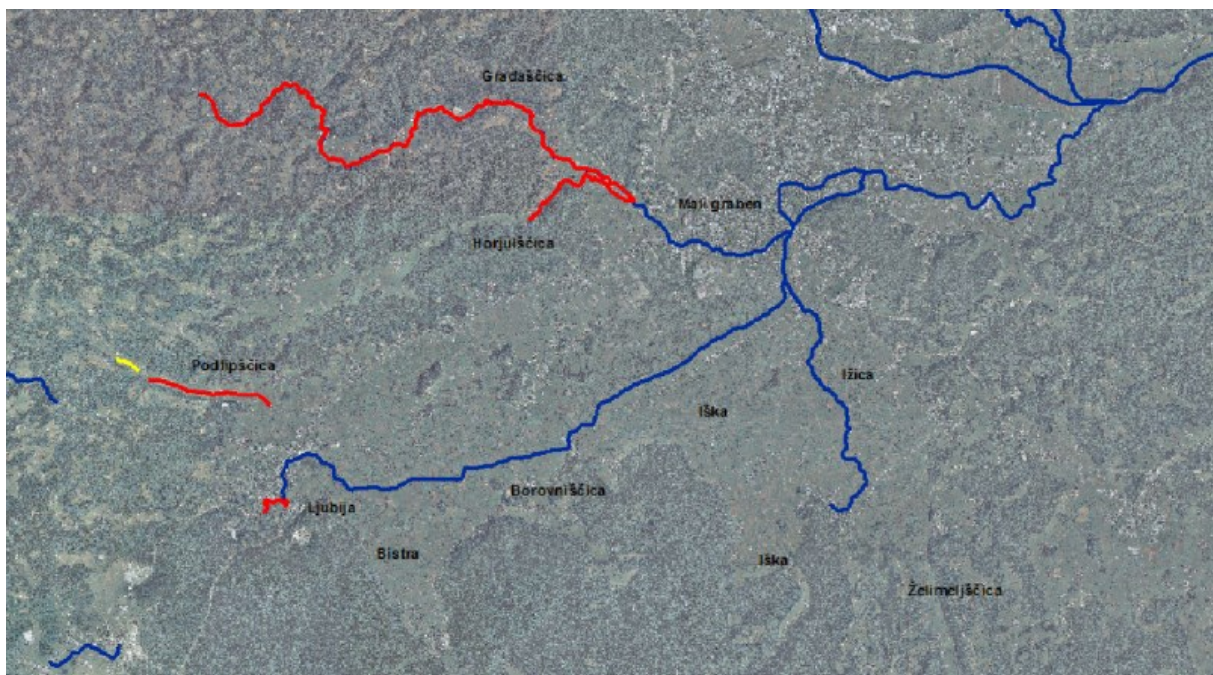 Gradaščica
Mali graben
Horjulščica
Podlipščica
Ižica
Iška
Borovniščica
Ljubija
Bistra
Iška
Želimeljščica